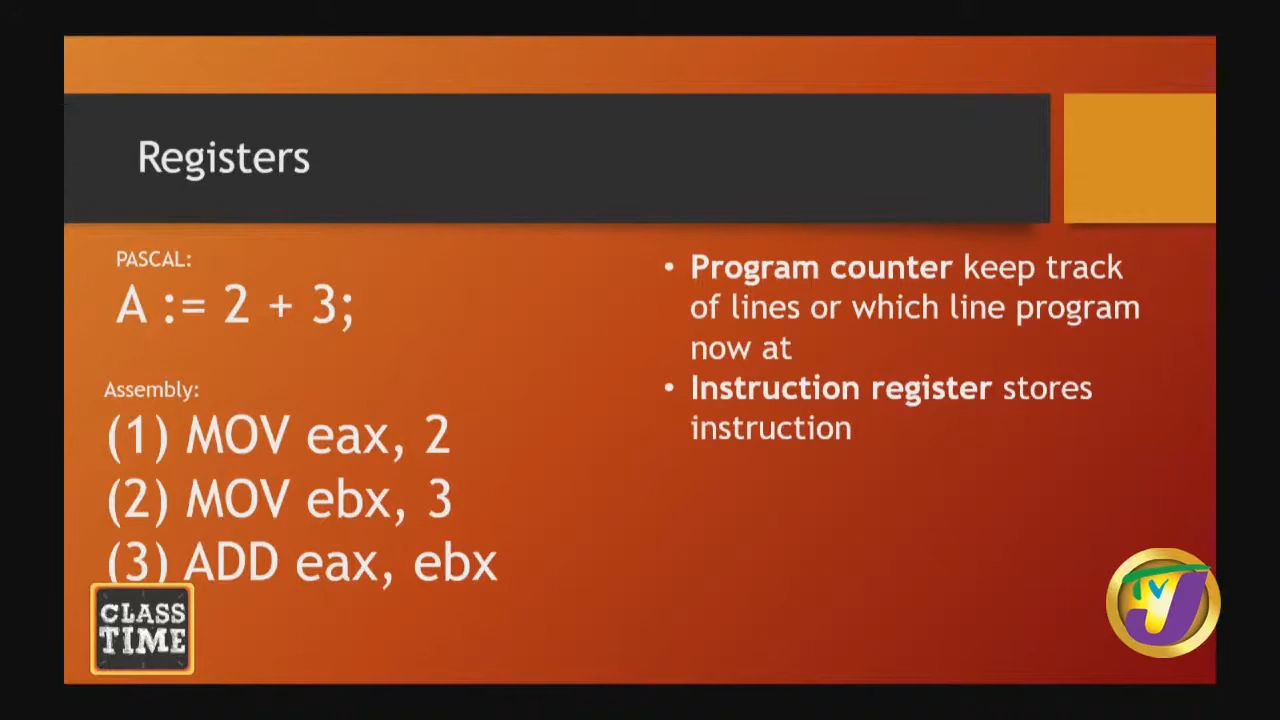 Registers
PASCAL:
A := 2 + 3;
Assembly:
(1) MOV eax, 2
(2) MOV ebx, 3
(3) ADD eax, ebx
• Program counter keep track
of lines or which line program
now at
• Instruction register stores
instruction
CLASS
TIME
TVJ